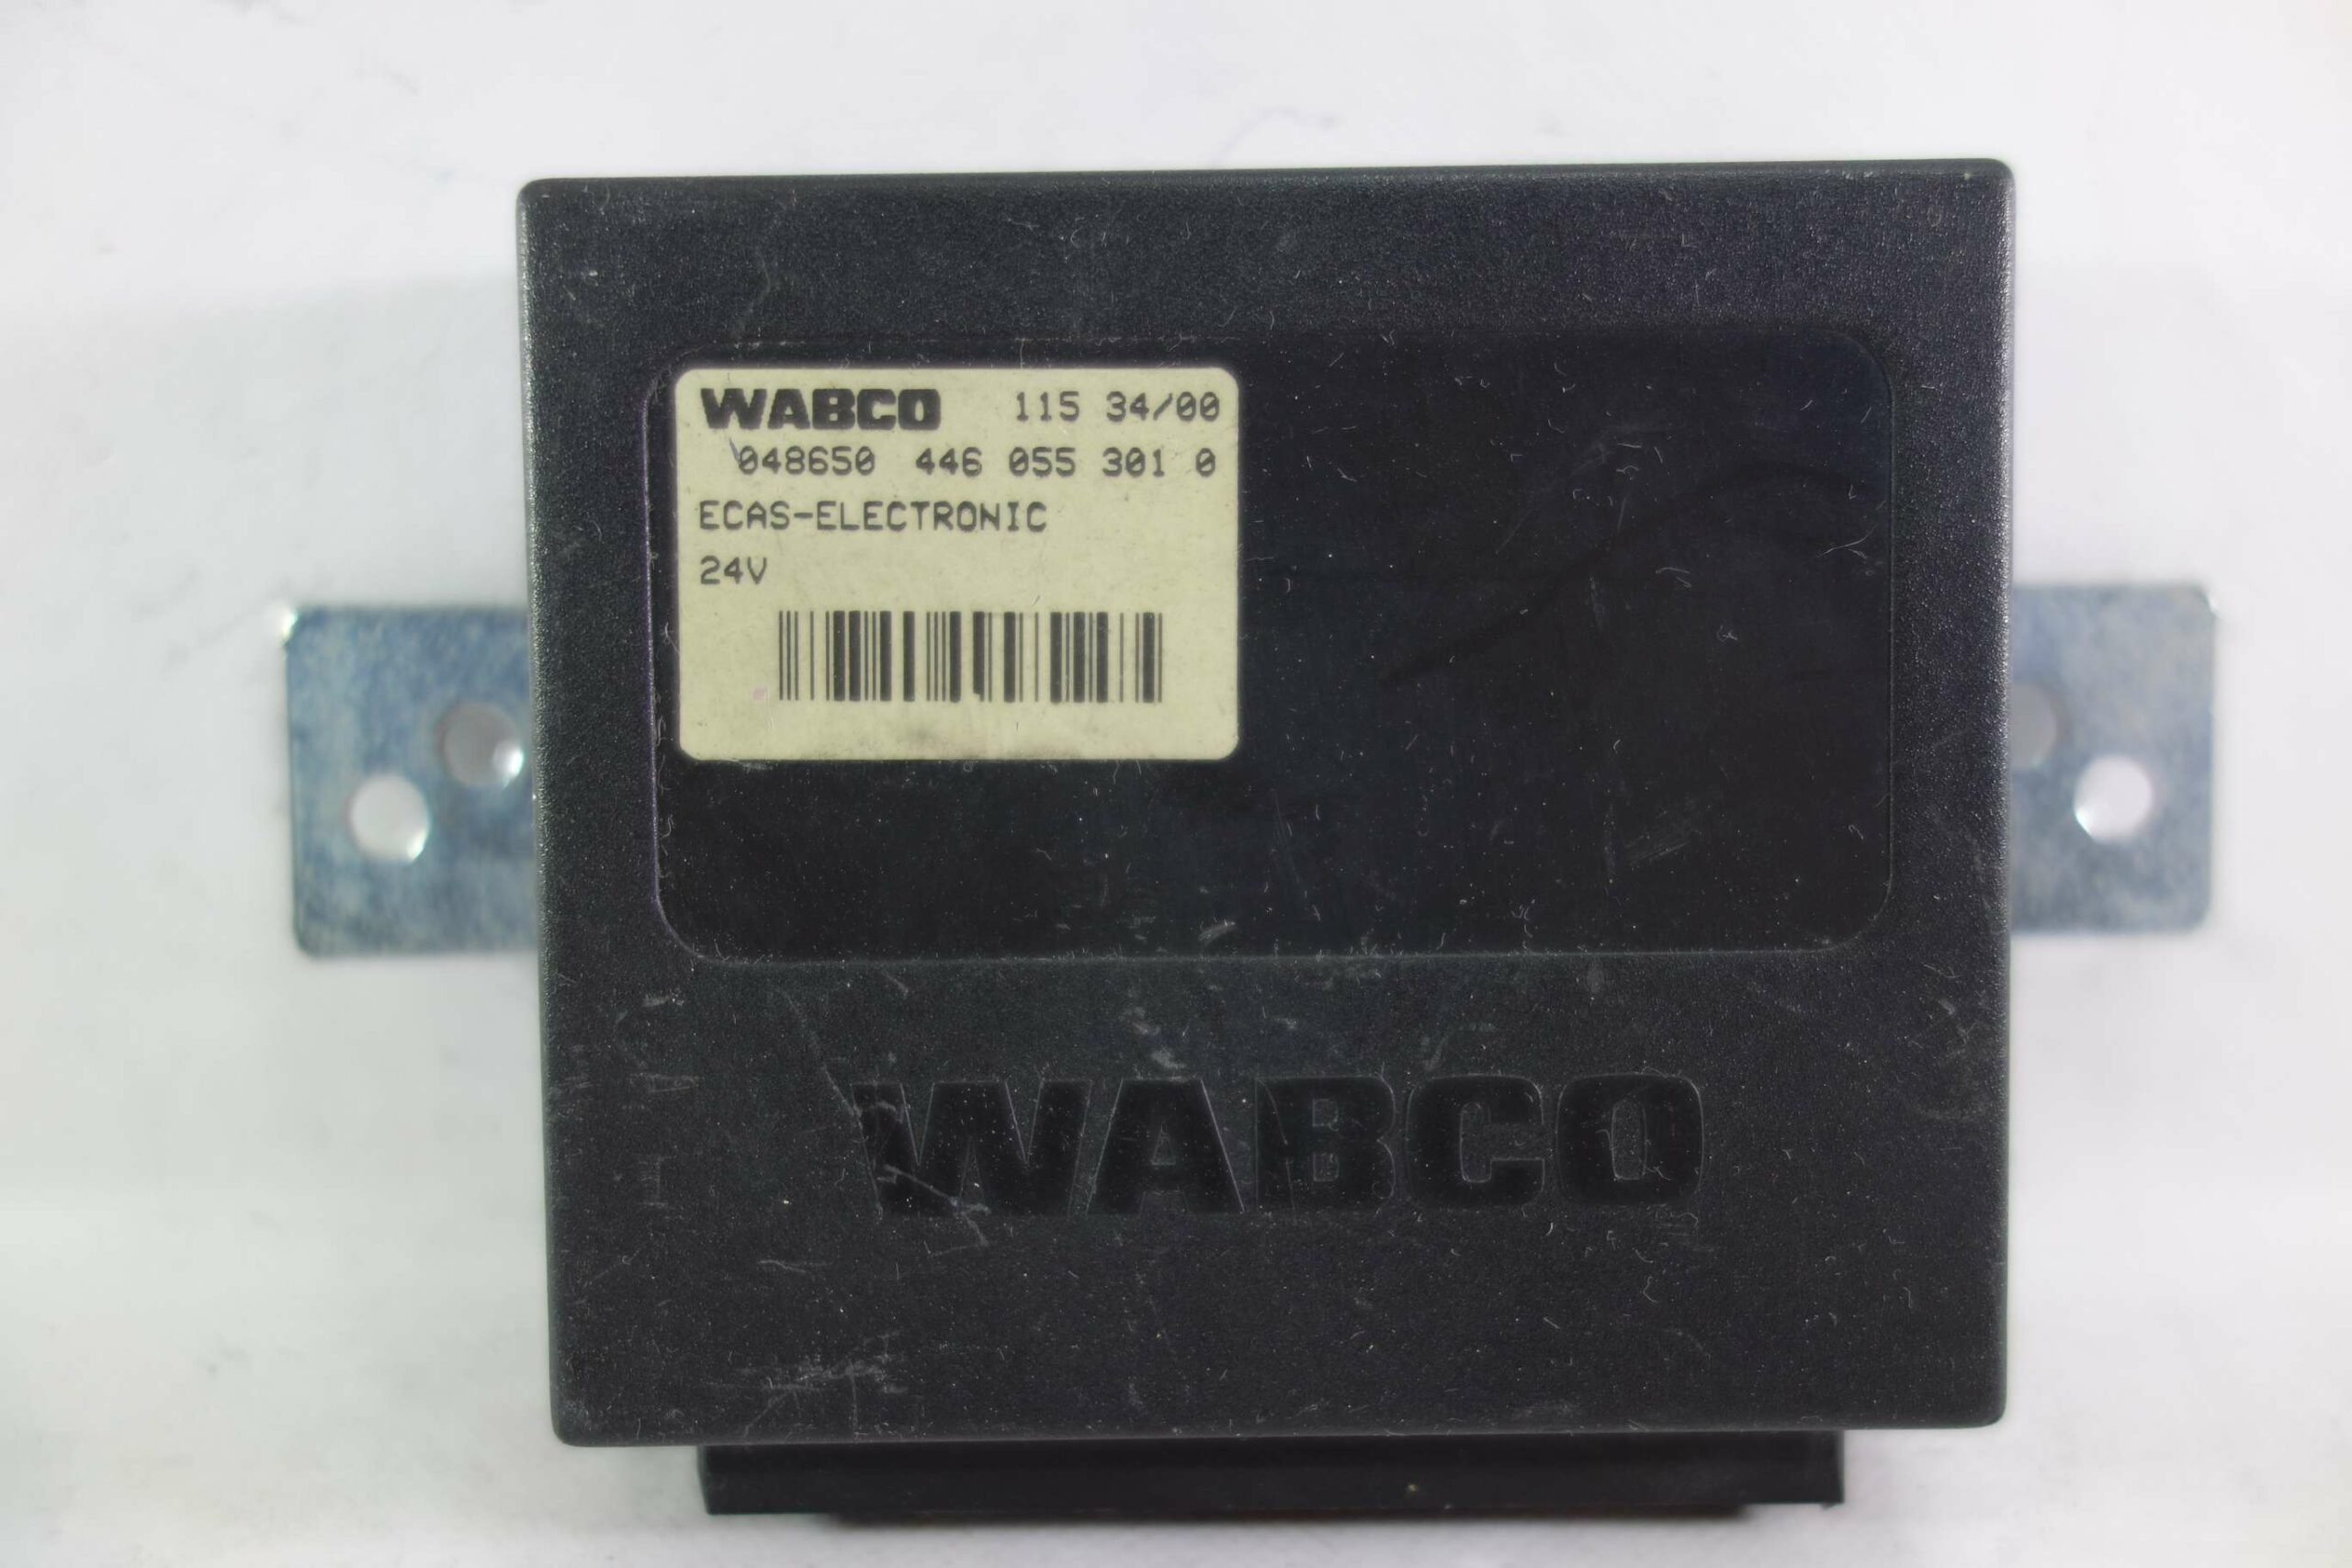 WABCO 115 34/00
048650 446 055 301 0
ECAS-ELECTRONIC
24V
WABCO